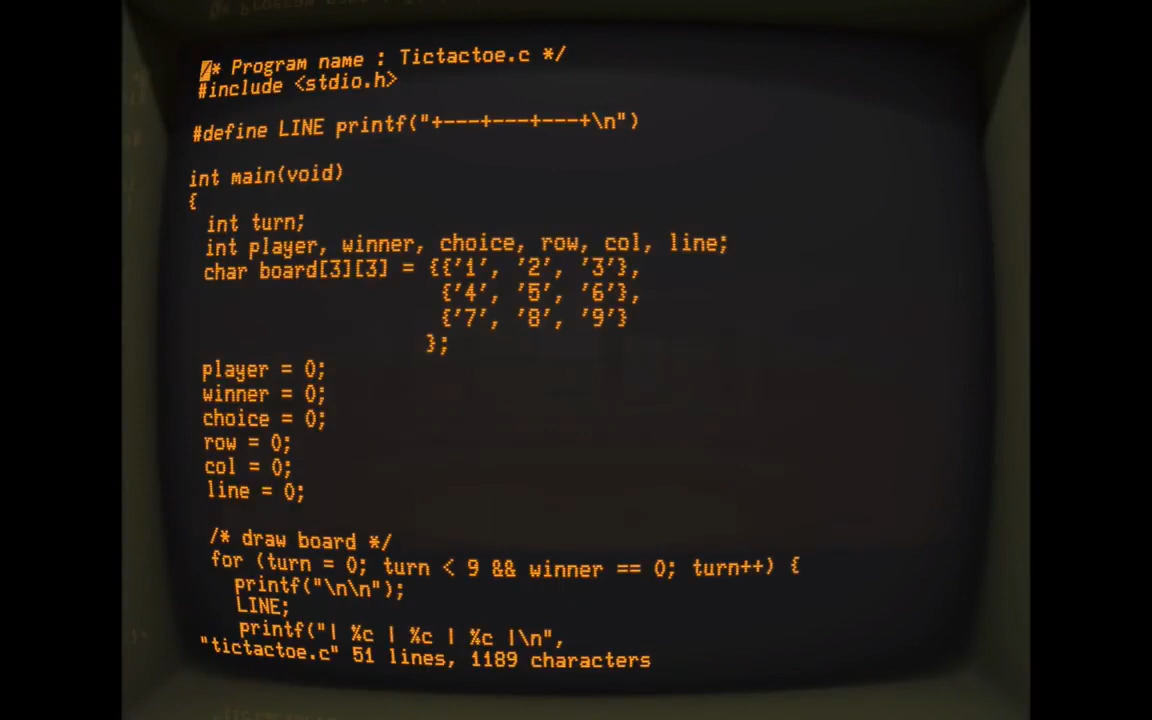 /* Program name : Tictactoe.c */
#include <stdio.h>

#define LINE printf("+---+---+---+\n")

int main(void)
{
  int turn;
  int player, winner, choice, row, col, line;
  char board[3][3] = {{'1', '2', '3'},
                      {'4', '5', '6'},
                      {'7', '8', '9'}
                     };
  player = 0;
  winner = 0;
  choice = 0;
  row = 0;
  col = 0;
  line = 0;

  /* draw board */
  for (turn = 0; turn < 9 && winner == 0; turn++) {
    printf("\n\n");
    LINE;
    printf("| %c | %c | %c |\n",
"tictactoe.c" 51 lines, 1189 characters